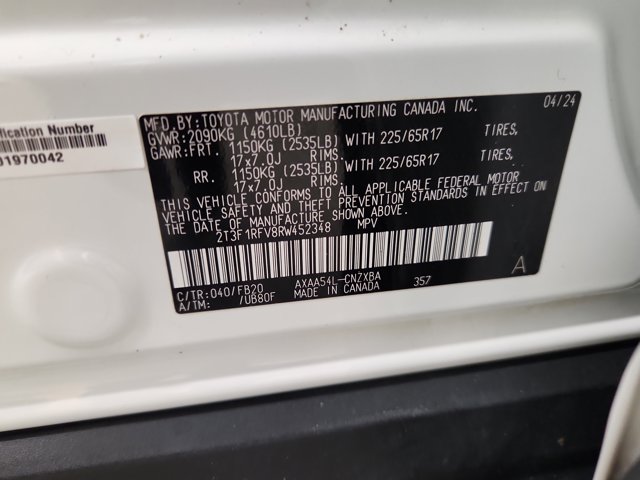 fication Number
01970042
MFD.BY:TOYOTA MOTOR MANUFACTURING CANADA INC. 04/24
GVWR:2090KG (4610LB)
GAWR:FRT. 1150KG (2535LB) WITH 225/65R17 TIRES,
17x7.0J RIMS.
RR. 1150KG (2535LB) WITH 225/65R17 TIRES,
17x7.0J RIMS.
THIS VEHICLE CONFORMS TO ALL APPLICABLE FEDERAL MOTOR
VEHICLE SAFETY AND THEFT PREVENTION STANDARDS IN EFFECT ON
THE DATE OF MANUFACTURE SHOWN ABOVE.
2T3F1RFV8RW452348 MPV
A
C/TR:040/FB20 AXAA54L-CNZXBA 357
A/TM: /UB80F MADE IN CANADA